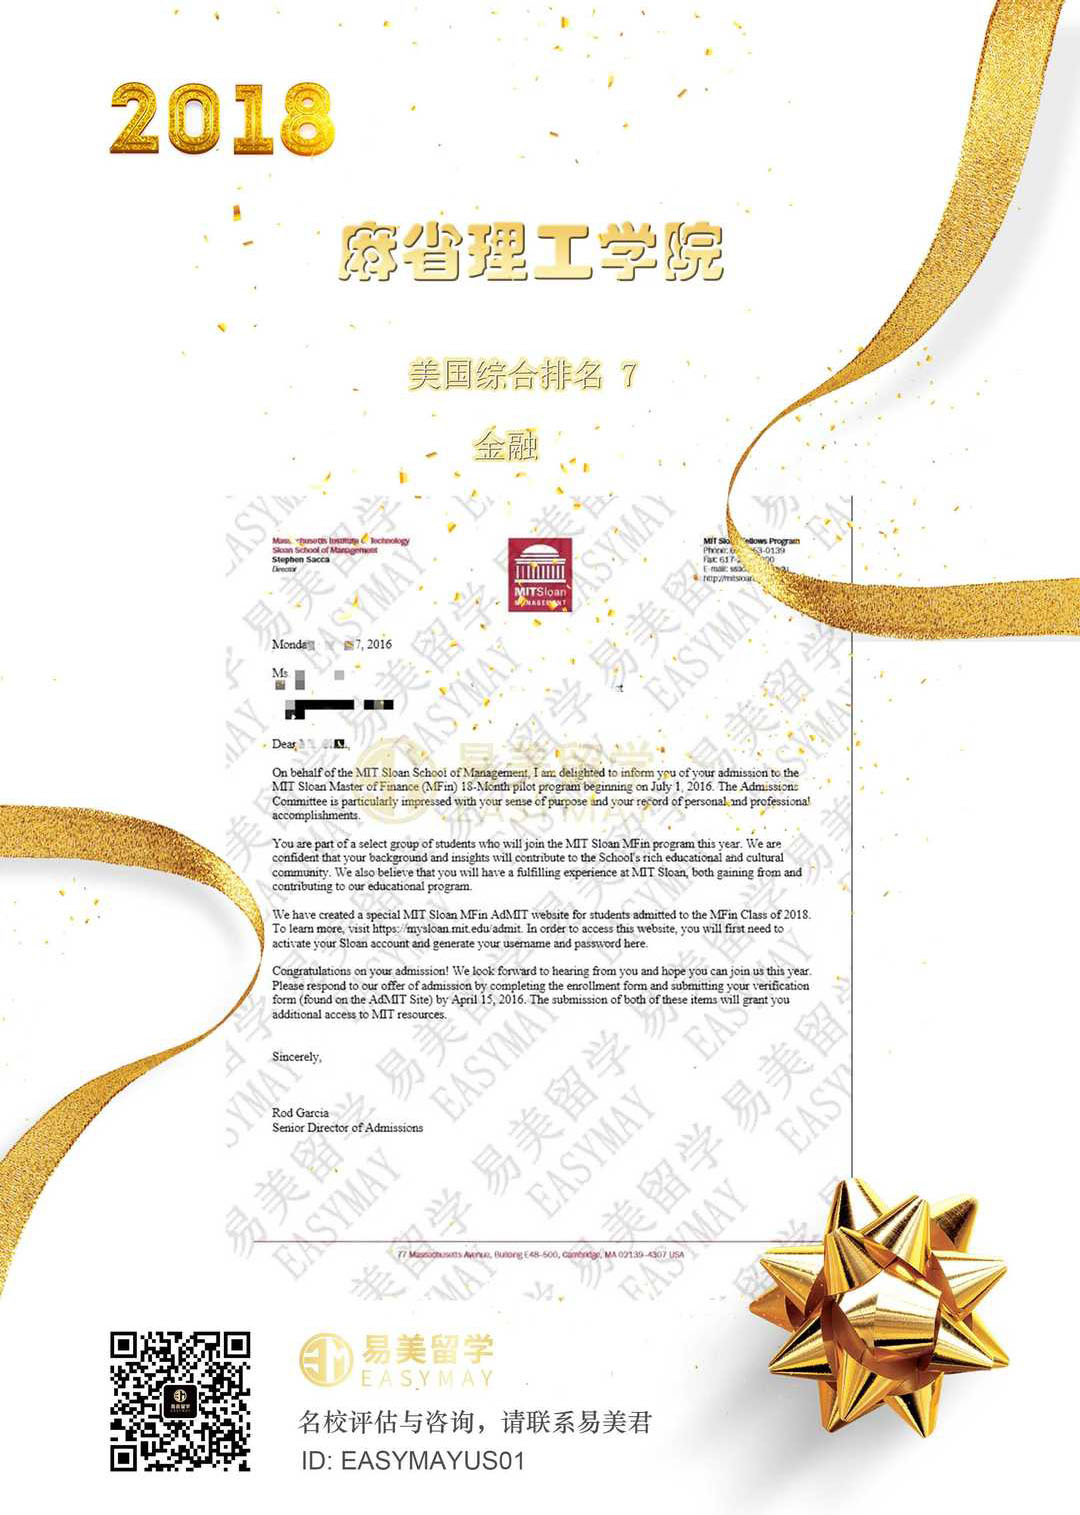 2018
麻省理工学院
美国综合排名 7
金融
Institute Technology
Sloan School of Management
Stephen Sacca
Director
MITSloan
MANAGEMENT
MIT Fellows Program
Phone:
Fax: 617-
E-mail:
7, 2016
Ms.
Dear
On behalf of the MIT Sloan School of Management, I am delighted to inform you of your admission to the
MIT Sloan Master of Finance (MFin) 18-Month pilot program beginning on July 1, 2016. The Admissions
Committee is particularly impressed with your sense of purpose and your record of personal and professional
accomplishments.
You are part of a select group of students who will join the MIT Sloan MFin program this year. We are
confident that your background and insights will contribute to the School's rich educational and cultural
community. We also believe that you will have a fulfilling experience at MIT Sloan, both gaining from and
contributing to our educational program.
We have created a special MIT Sloan MFin AdMIT website for students admitted to the MFin Class of 2018.
To learn more, visit https://mysloan.mit.edu/admit. In order to access this website, you will first need to
activate your Sloan account and generate your username and password here.
Congratulations on your admission! We look forward to hearing from you and hope you can join us this year.
Please respond to our offer of admission by completing the enrollment form and submitting your verification
form (found on the AdMIT Site) by April 15, 2016. The submission of both of these items will grant you
additional access to MIT resources.
Sincerely,
Rod Garcia
Senior Director of Admissions
77 Massachusetts Avenue, Building E48-500, Cambridge, MA 02139-4307 USA
易美留学
EASYMAY
名校评估与咨询，请联系易美君
ID: EASYMAYUS01